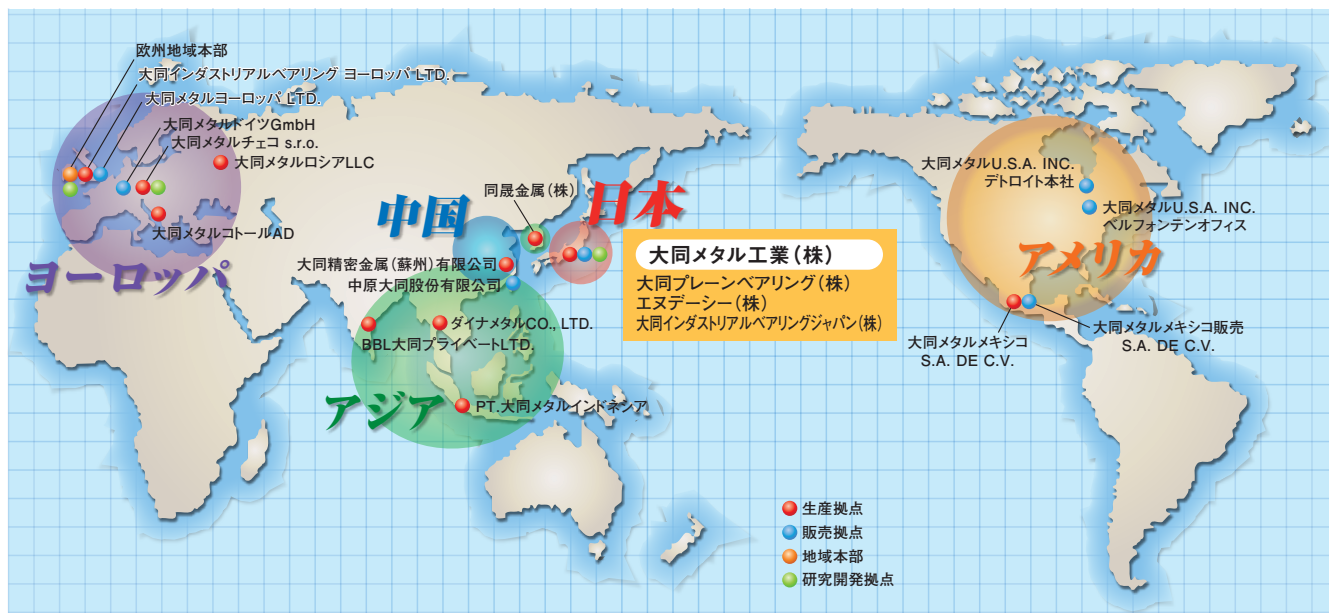 欧州地域本部
大同インダストリアルベアリング ヨーロッパ LTD.
大同メタルヨーロッパ LTD.
大同メタルドイツGmbH
大同メタルチェコ s.r.o.
大同メタルロシアLLC
大同メタルコトールAD
ヨーロッパ
中国
同晟金属(株)
大同精密金属(蘇州)有限公司
中原大同股份有限公司
日本
大同メタル工業(株)
大同プレーンベアリング(株)
エヌデーシー(株)
大同インダストリアルベアリングジャパン(株)
ダイナメタルCO., LTD.
BBL大同プライベートLTD.
アジア
PT.大同メタルインドネシア
大同メタルU.S.A. INC.
デトロイト本社
大同メタルU.S.A. INC.
ベルフォンテンオフィス
アメリカ
大同メタルメキシコ
S.A. DE C.V.
大同メタルメキシコ販売
S.A. DE C.V.
生産拠点
販売拠点
地域本部
研究開発拠点